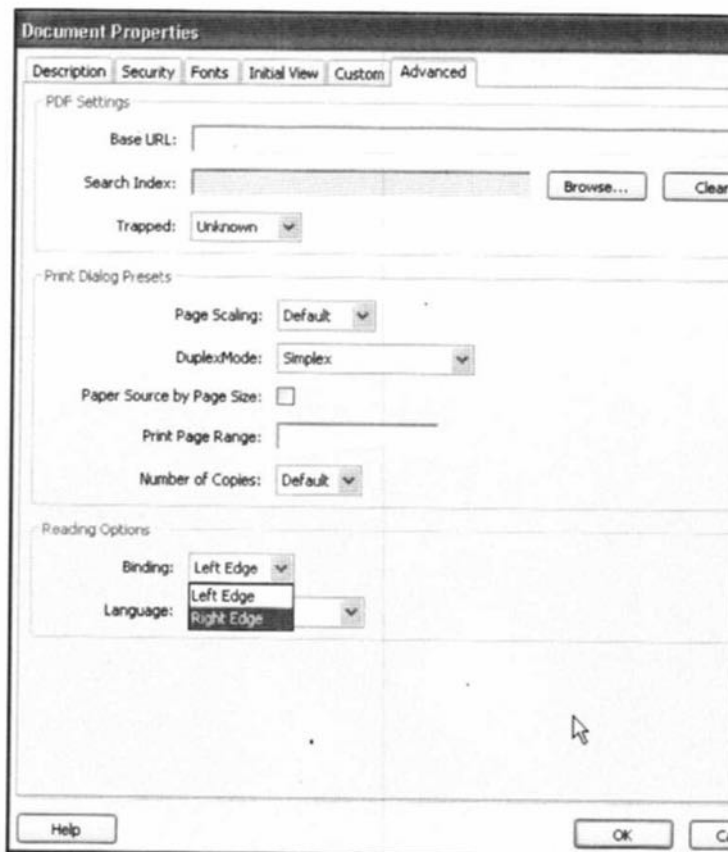 Document Properties
Description Security Fonts Initial View Custom Advanced
PDF Settings
Base URL:
Search Index: Browse... Clear
Trapped: Unknown
Print Dialog Presets
Page Scaling: Default
DuplexMode: Simplex
Paper Source by Page Size:
Print Page Range:
Number of Copies: Default
Reading Options
Binding: Left Edge
Left Edge
Language: Right Edge
Help OK